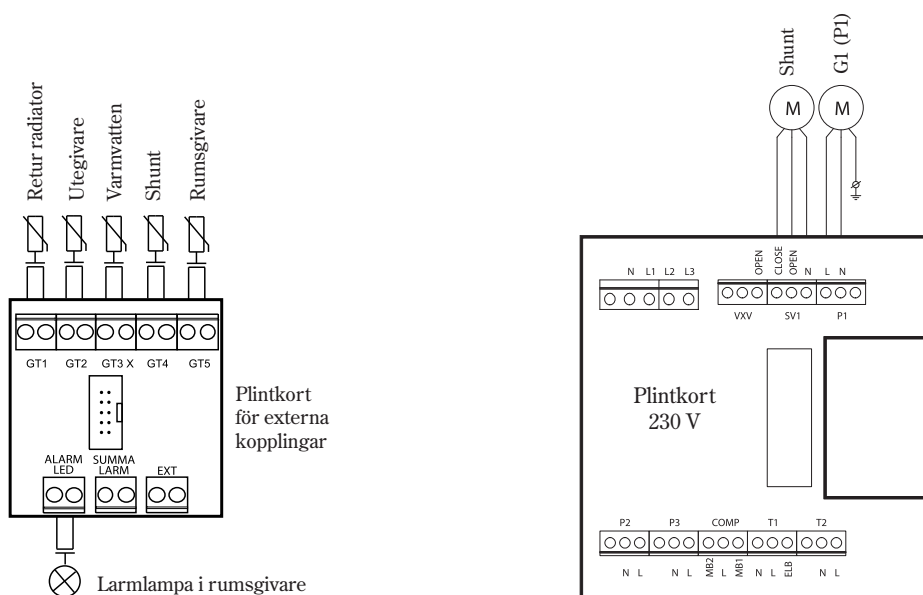 Retur radiator
Utegivare
Varmvatten
Shunt
Rumsgivare
GT1 GT2 GT3 X GT4 GT5
ALARM LED
SUMMA LARM
EXT
Plintkort
för externa
kopplingar
Larmlampa i rumsgivare
Shunt
G1 (P1)
M M
N L1 L2 L3
OPEN CLOSE OPEN N L N
VXV SV1 P1
Plintkort
230 V
P2 P3 COMP T1 T2
N L N L MB2 L MB1 N L ELB N L